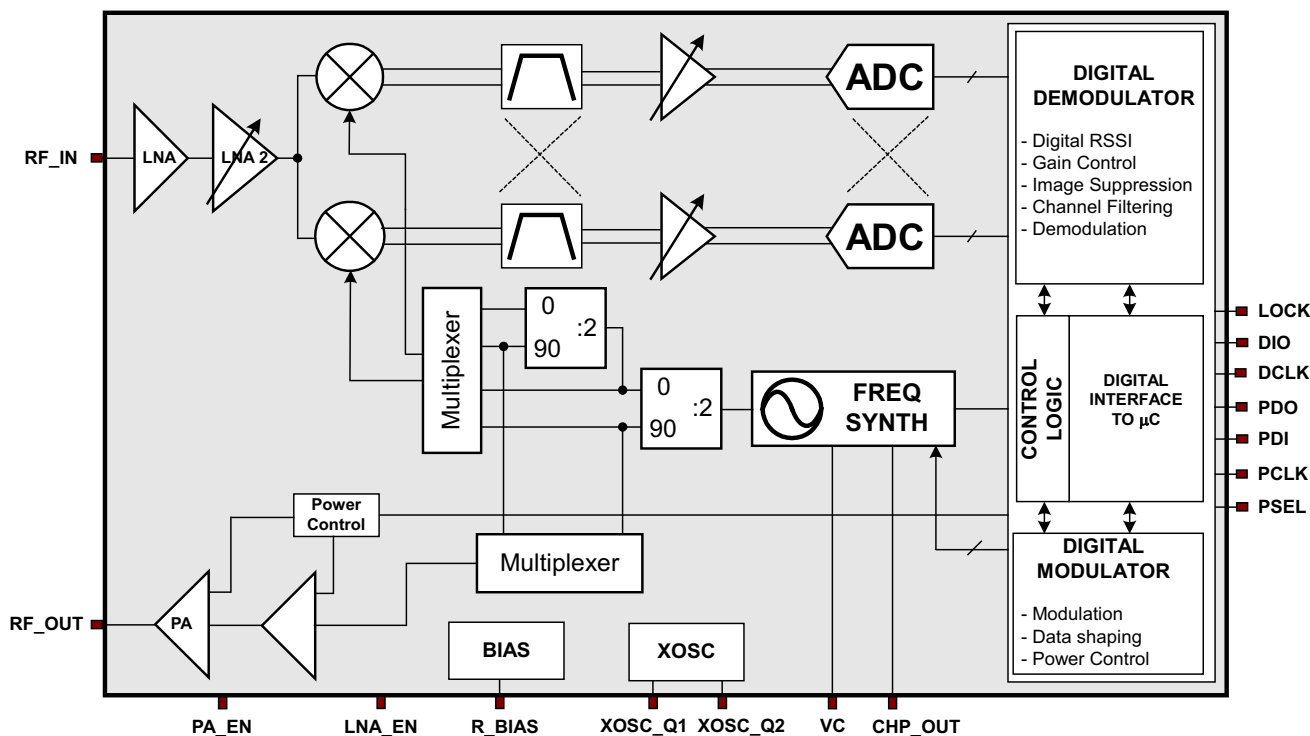 ADC
DIGITAL
DEMODULATOR
- Digital RSSI
- Gain Control
- Image Suppression
- Channel Filtering
- Demodulation
RF_IN
LNA
LNA 2
ADC
Multiplexer
0
:2
90
0
:2
90
FREQ
SYNTH
CONTROL
LOGIC
DIGITAL
INTERFACE
TO μC
LOCK
DIO
DCLK
PDO
PDI
PCLK
PSEL
Power
Control
Multiplexer
DIGITAL
MODULATOR
- Modulation
- Data shaping
- Power Control
RF_OUT
PA
BIAS
XOSC
PA_EN
LNA_EN
R_BIAS
XOSC_Q1
XOSC_Q2
VC
CHP_OUT